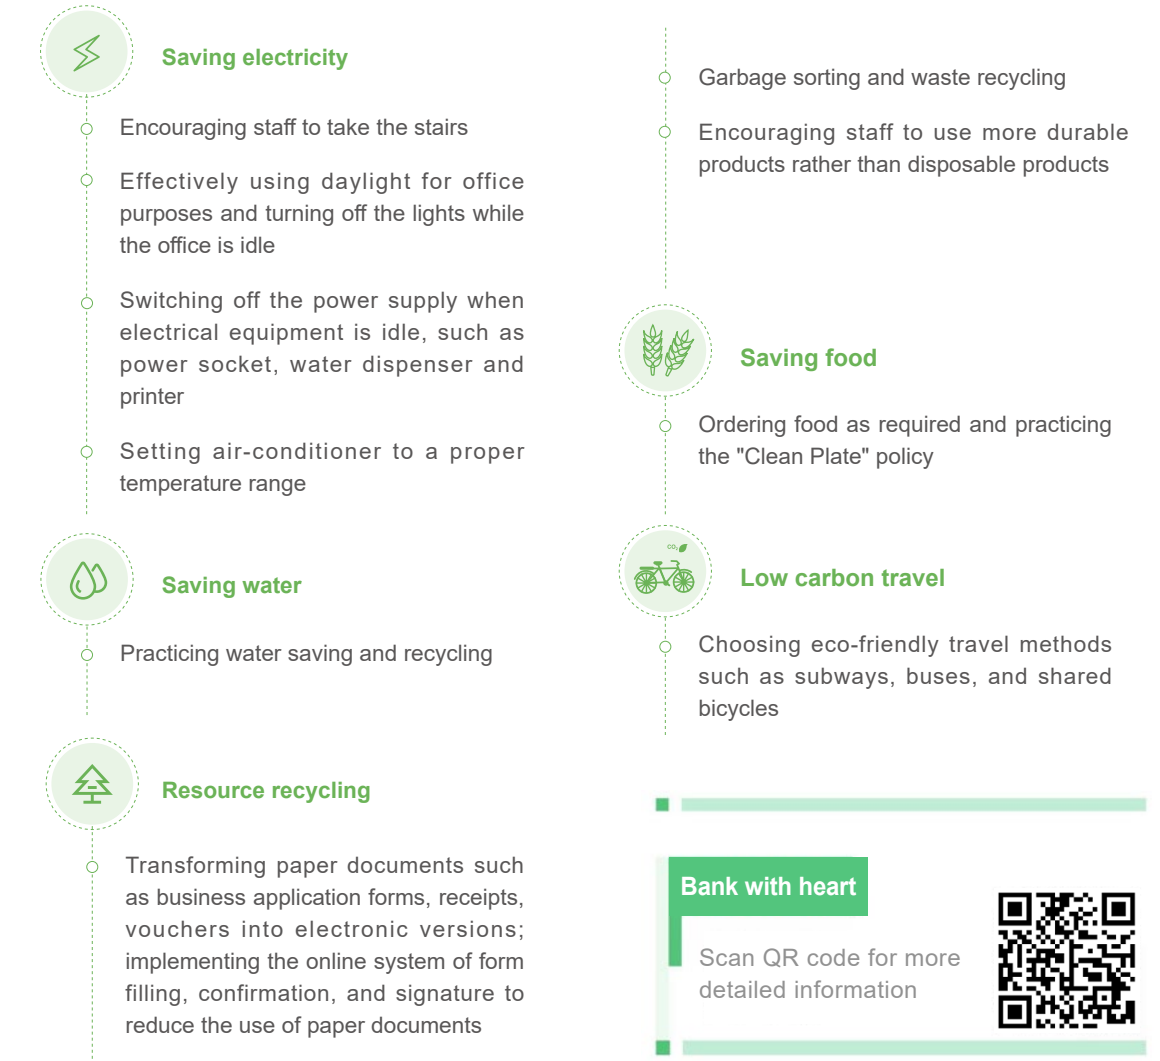 Saving electricity
Encouraging staff to take the stairs
Effectively using daylight for office
purposes and turning off the lights while
the office is idle
Switching off the power supply when
electrical equipment is idle, such as
power socket, water dispenser and
printer
Setting air-conditioner to a proper
temperature range
Saving water
Practicing water saving and recycling
Resource recycling
Transforming paper documents such
as business application forms, receipts,
vouchers into electronic versions;
implementing the online system of form
filling, confirmation, and signature to
reduce the use of paper documents
Garbage sorting and waste recycling
Encouraging staff to use more durable
products rather than disposable products
Saving food
Ordering food as required and practicing
the "Clean Plate" policy
CO₂
Low carbon travel
Choosing eco-friendly travel methods
such as subways, buses, and shared
bicycles
Bank with heart
Scan QR code for more
detailed information